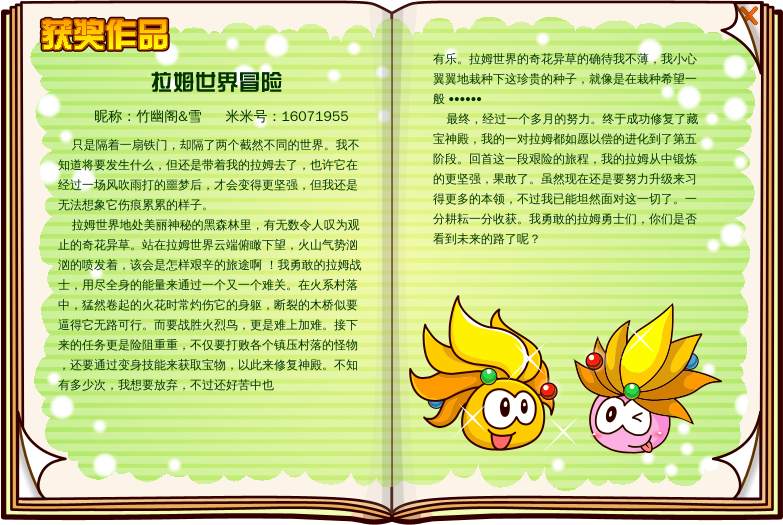 获奖作品
拉姆世界冒险
昵称：竹幽阁&雪 米米号：16071955
只是隔着一扇铁门，却隔了两个截然不同的世界。我不
知道将要发生什么，但还是带着我的拉姆去了，也许它在
经过一场风吹雨打的噩梦后，才会变得更坚强，但我还是
无法想象它伤痕累累的样子。
拉姆世界地处美丽神秘的黑森林里，有无数令人叹为观
止的奇花异草。站在拉姆世界云端俯瞰下望，火山气势汹
汹的喷发着，该会是怎样艰辛的旅途啊！我勇敢的拉姆战
士，用尽全身的能量来通过一个又一个难关。在火系村落
中，猛然卷起的火花时常灼伤它的身躯，断裂的木桥似要
逼得它无路可行。而要战胜火烈鸟，更是难上加难。接下
来的任务更是险阻重重，不仅要打败各个镇压村落的怪物
，还要通过变身技能来获取宝物，以此来修复神殿。不知
有多少次，我想要放弃，不过还好苦中也
有乐。拉姆世界的奇花异草的确待我不薄，我小心
翼翼地栽种下这珍贵的种子，就像是在栽种希望一
般••••••
最终，经过一个多月的努力。终于成功修复了藏
宝神殿，我的一对拉姆都如愿以偿的进化到了第五
阶段。回首这一段艰险的旅程，我的拉姆从中锻炼
的更坚强，果敢了。虽然现在还是要努力升级来习
得更多的本领，不过我已能坦然面对这一切了。一
分耕耘一分收获。我勇敢的拉姆勇士们，你们是否
看到未来的路了呢？